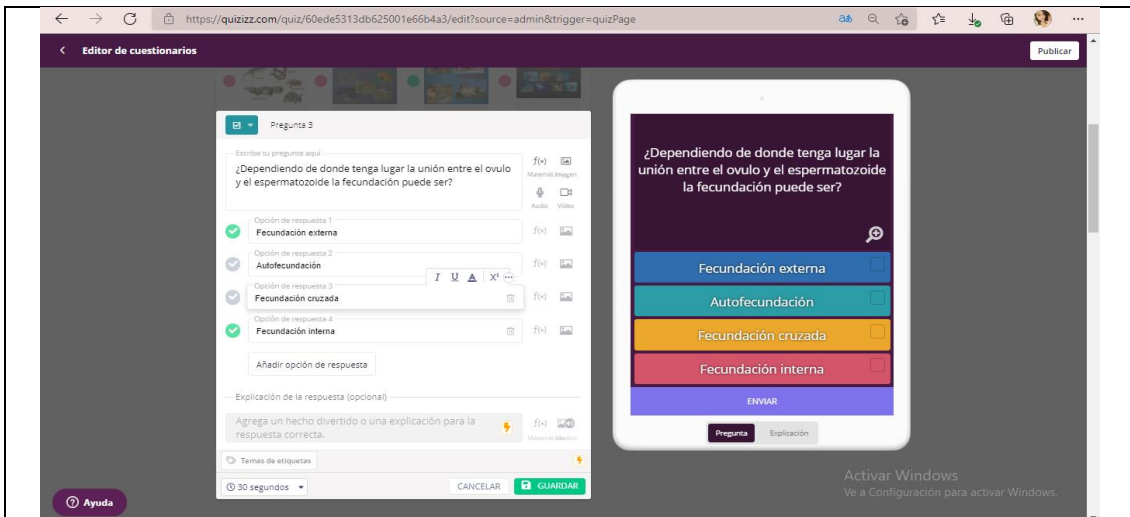 https://quizizz.com/quiz/60ede5313db625001e66b4a3/edit?source=admin&trigger=quizPage
Editor de cuestionarios
Publicar
Pregunta 3
Escribe tu pregunta aquí
¿Dependiendo de donde tenga lugar la unión entre el ovulo
y el espermatozoide la fecundación puede ser?
f(×)
Imagen
Audio
Vídeo
Opción de respuesta 1
Fecundación externa
f(×)
Opción de respuesta 2
Autofecundación
f(×)
I U A X¹ ...
Opción de respuesta 3
Fecundación cruzada
f(×)
Opción de respuesta 4
Fecundación interna
f(×)
Añadir opción de respuesta
Explicación de la respuesta (opcional)
Agrega un hecho divertido o una explicación para la
respuesta correcta.
f(×)
Temas de etiquetas
30 segundos
CANCELAR
GUARDAR
¿Dependiendo de donde tenga lugar la
unión entre el ovulo y el espermatozoide
la fecundación puede ser?
Fecundación externa
Autofecundación
Fecundación cruzada
Fecundación interna
ENVIAR
Pregunta
Explicación
Activar Windows
Ve a Configuración para activar Windows.
Ayuda